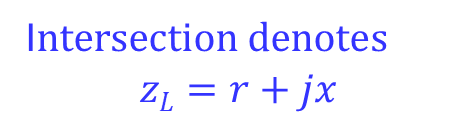 Intersection denotes
z_L = r + jx